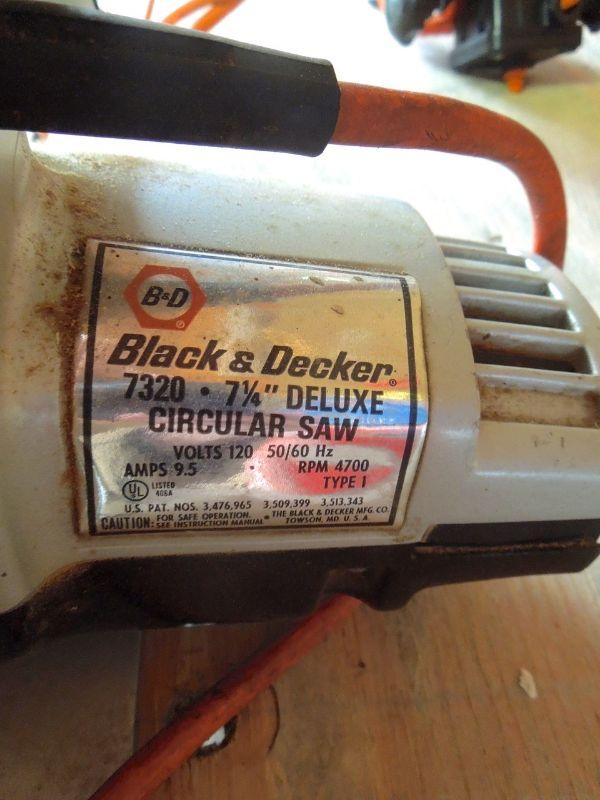 B&D
Black & Decker®
7320 • 7¼" DELUXE
CIRCULAR SAW
VOLTS 120 50/60 Hz
AMPS 9.5 • RPM 4700
TYPE 1
UL LISTED 408A
U.S. PAT. NOS. 3,476,965 3,509,399 3,513,343
CAUTION: FOR SAFE OPERATION, SEE INSTRUCTION MANUAL • THE BLACK & DECKER MFG. CO. TOWSON, MD. U.S.A.